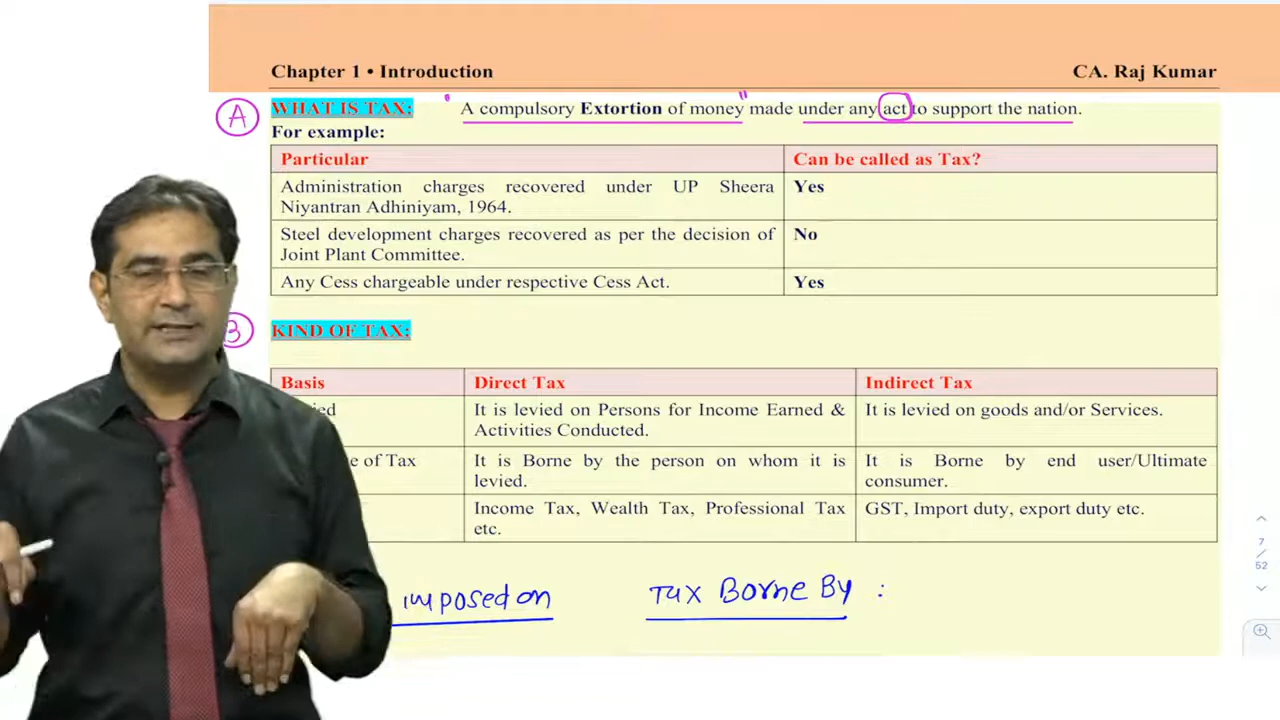 Chapter 1 • Introduction
CA. Raj Kumar
A
WHAT IS TAX: " A compulsory Extortion of money" made under any act to support the nation.
For example:
Particular
Can be called as Tax?
Administration charges recovered under UP Sheera
Niyantran Adhiniyam, 1964.
Yes
Steel development charges recovered as per the decision of
Joint Plant Committee.
No
Any Cess chargeable under respective Cess Act.
Yes
B
KIND OF TAX:
Basis
Direct Tax
Indirect Tax
It is levied on Persons for Income Earned &
Activities Conducted.
It is levied on goods and/or Services.
of Tax
It is Borne by the person on whom it is
levied.
It is Borne by end user/Ultimate
consumer.
Income Tax, Wealth Tax, Professional Tax
etc.
GST, Import duty, export duty etc.
imposed on
Tax Borne By :
7
/
52